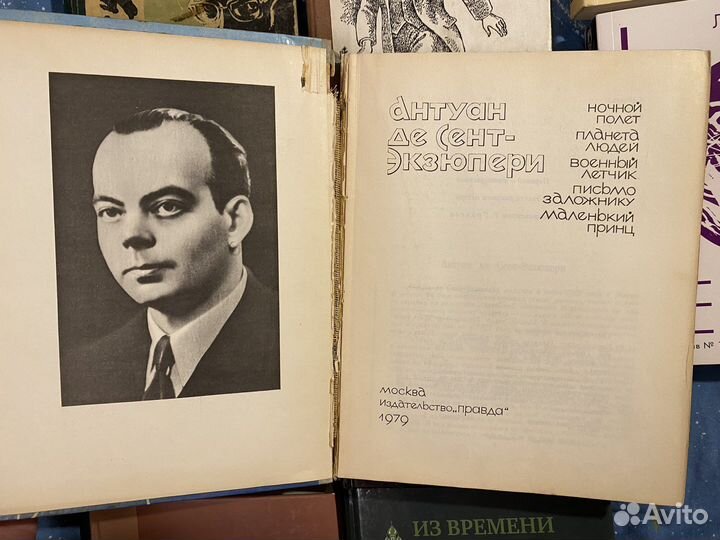 Антуан
де Сент-
Экзюпери
ночной
полет
планета
людей
военный
летчик
письмо
заложнику
маленький
принц
москва
издательство „правда“
1979
ИЗ ВРЕМЕНИ
Avito